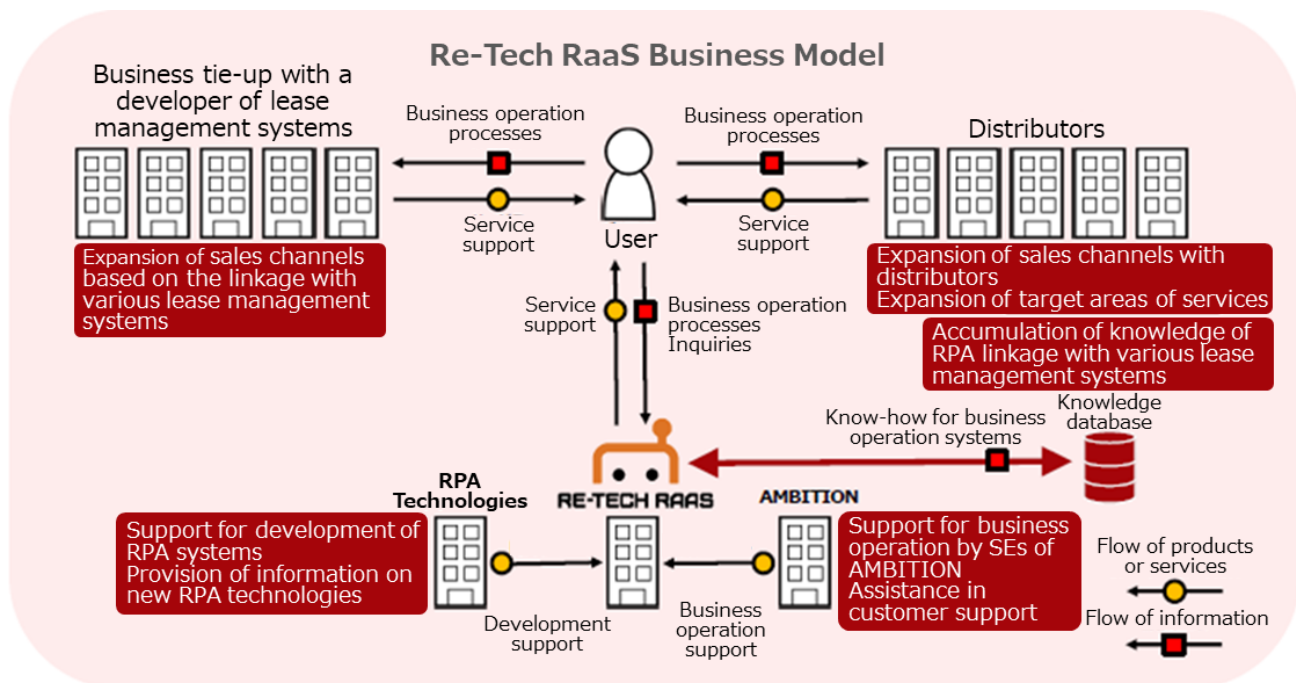 Re-Tech RaaS Business Model
Business tie-up with a
developer of lease
management systems
Business operation
processes
Service
support
User
Business operation
processes
Service
support
Distributors
Expansion of sales channels
based on the linkage with
various lease management
systems
Expansion of sales channels with
distributors
Expansion of target areas of services
Accumulation of knowledge of
RPA linkage with various lease
management systems
Service
support
Business operation
processes
Inquiries
Know-how for business
operation systems
Knowledge
database
RE-TECH RAAS
RPA
Technologies
AMBITION
Support for development of
RPA systems
Provision of information on
new RPA technologies
Development
support
Business
operation
support
Support for business
operation by SEs of
AMBITION
Assistance in
customer support
Flow of products
or services
Flow of information